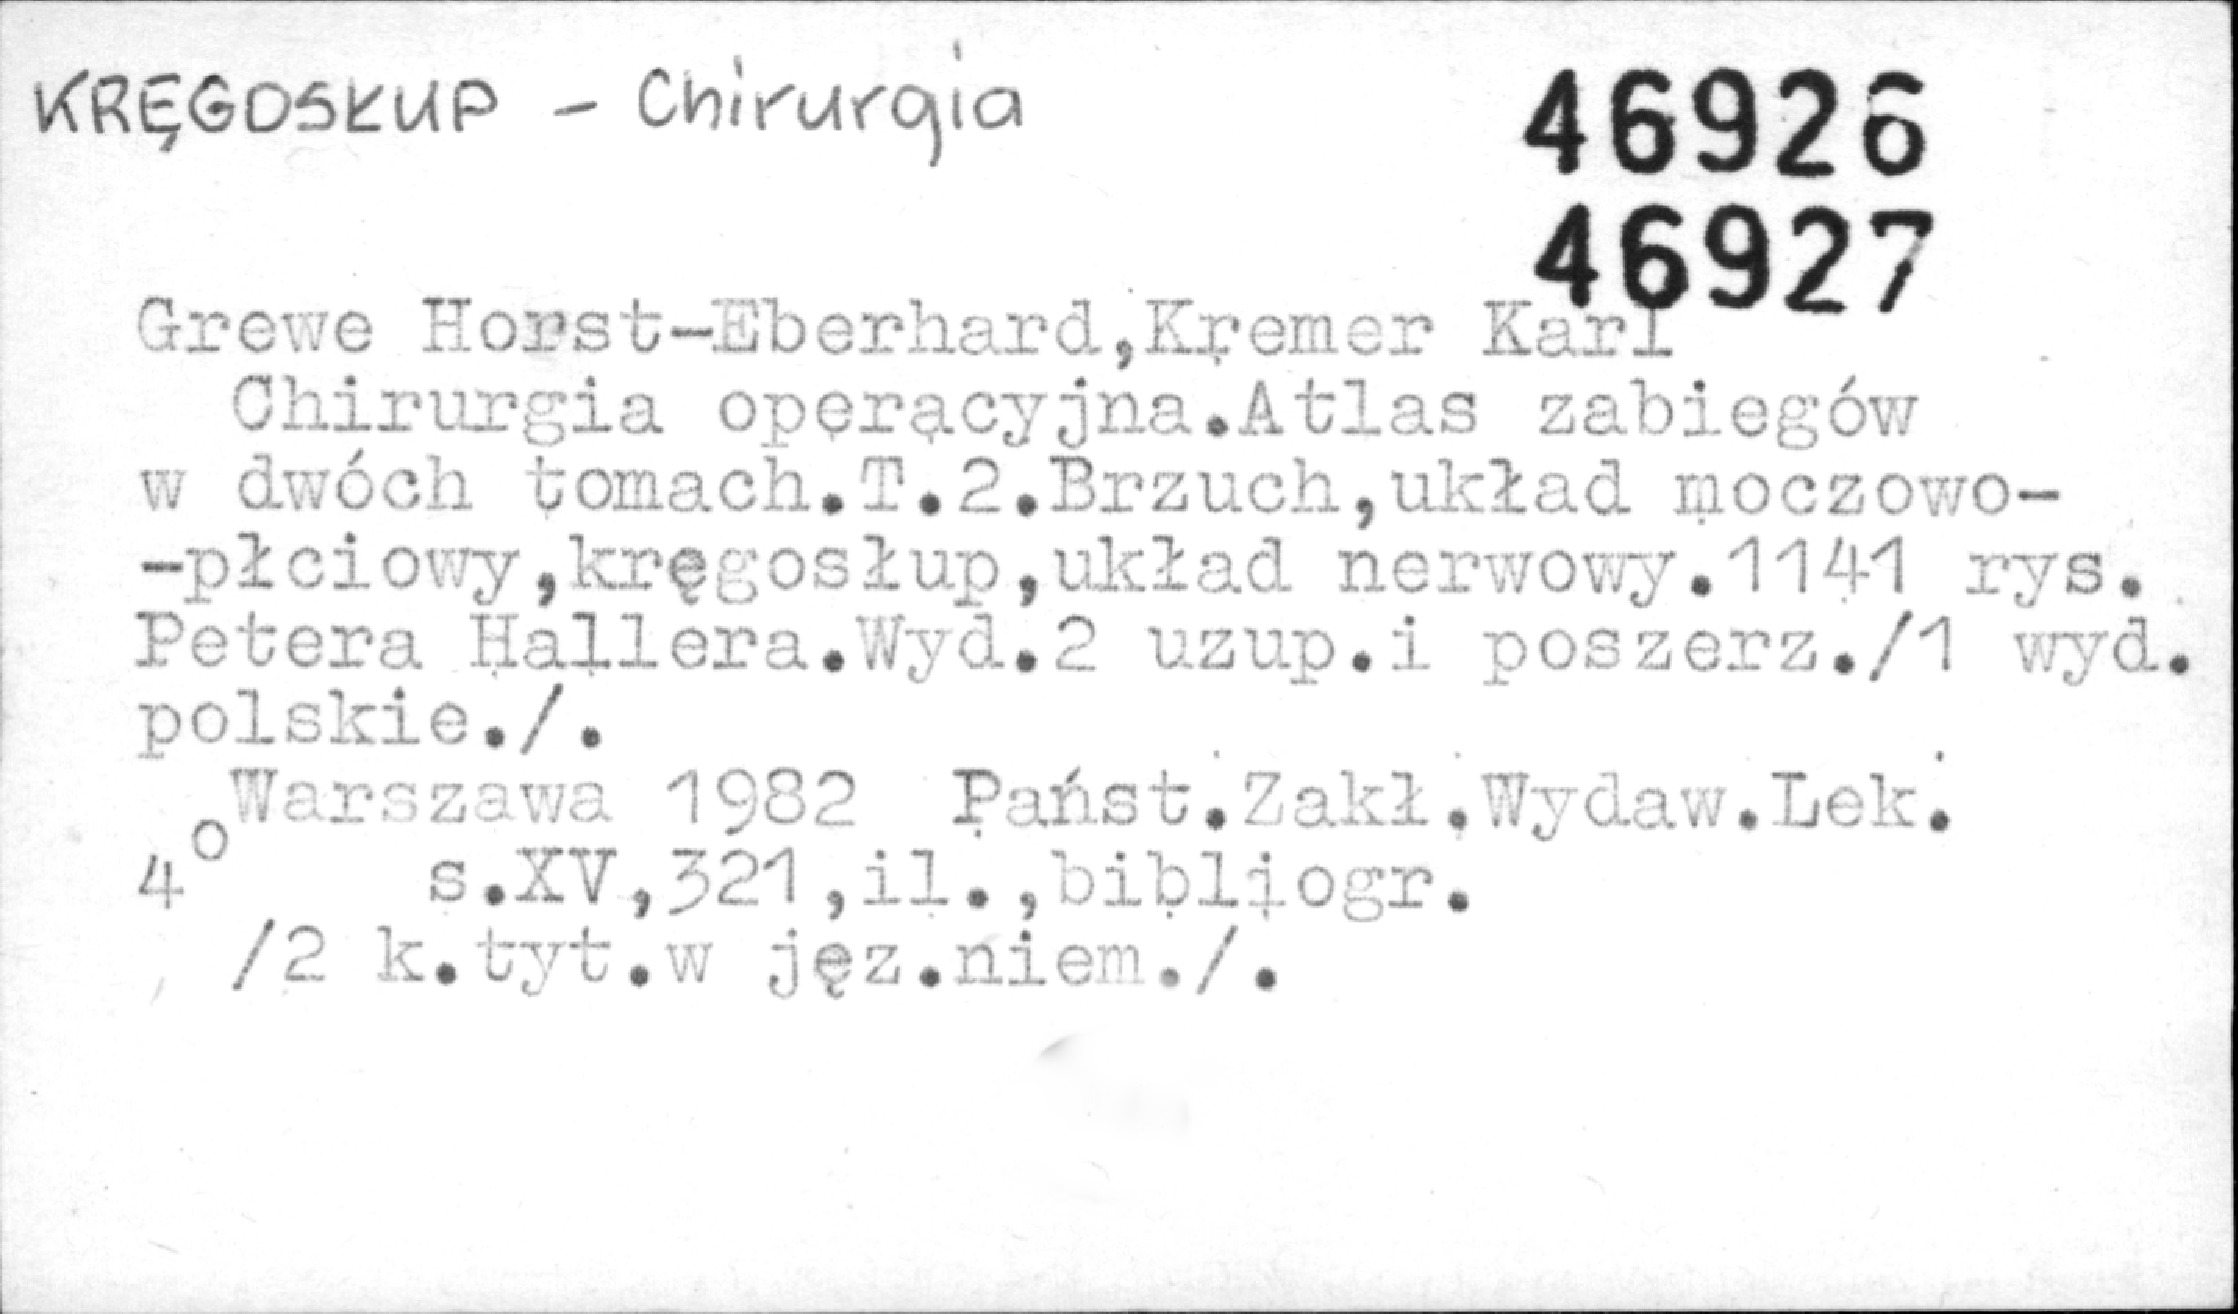 KRĘGOSŁUP - Chirurgia
46926
46927
Grewe Horst-Eberhard,Kremer Karl
Chirurgia operacyjna.Atlas zabiegów
w dwóch tomach.T.2.Brzuch,układ moczowo-
-płciowy,kręgosłup,układ nerwowy.1141 rys.
Petera Hallera.Wyd.2 uzup.i poszerz./1 wyd.
polskie./.
Warszawa 1982 Państ.Zakł.Wydaw.Lek.
4° s.XV,321,il.,bibliogr.
/2 k.tyt.w jęz.niem./.